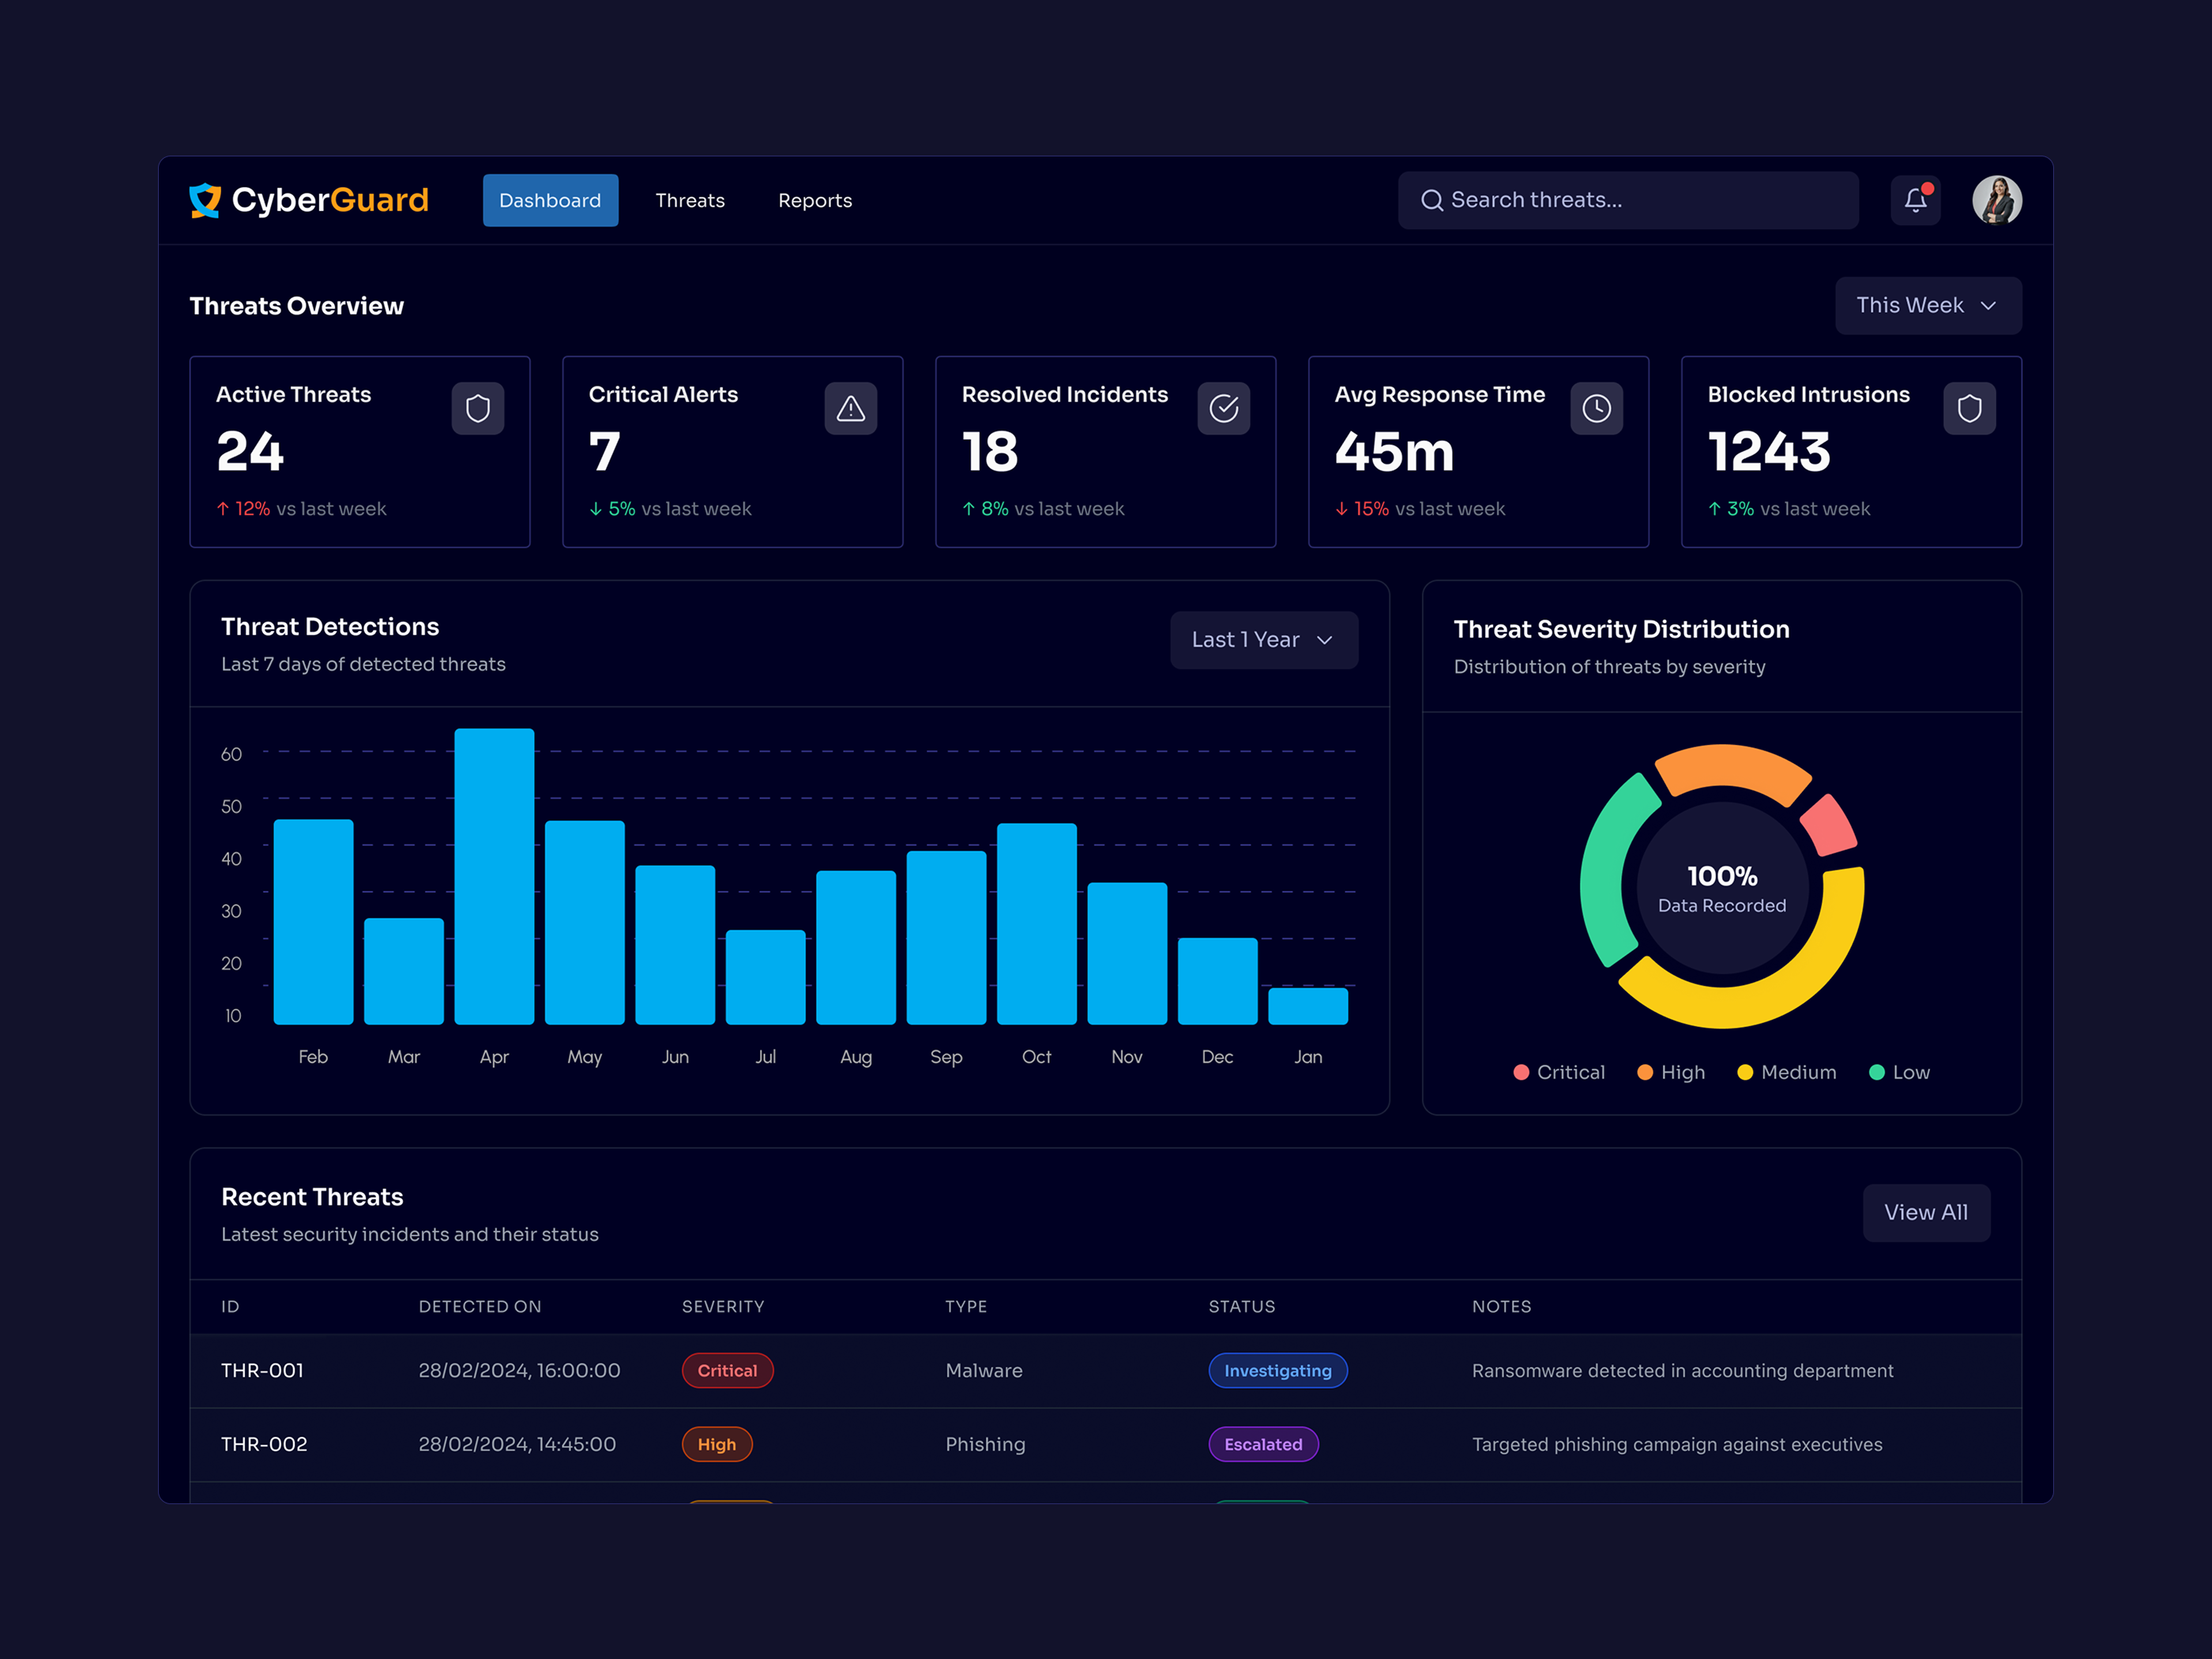 CyberGuard
Dashboard
Threats
Reports
Search threats...
Threats Overview
This Week
Active Threats
24
↑ 12% vs last week
Critical Alerts
7
↓ 5% vs last week
Resolved Incidents
18
↑ 8% vs last week
Avg Response Time
45m
↓ 15% vs last week
Blocked Intrusions
1243
↑ 3% vs last week
Threat Detections
Last 7 days of detected threats
Last 1 Year
60
50
40
30
20
10
Feb Mar Apr May Jun Jul Aug Sep Oct Nov Dec Jan
Threat Severity Distribution
Distribution of threats by severity
100%
Data Recorded
Critical High Medium Low
Recent Threats
Latest security incidents and their status
View All
ID DETECTED ON SEVERITY TYPE STATUS NOTES
THR-001 28/02/2024, 16:00:00 Critical Malware Investigating Ransomware detected in accounting department
THR-002 28/02/2024, 14:45:00 High Phishing Escalated Targeted phishing campaign against executives